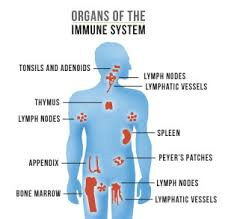 ORGANS OF THE
IMMUNE SYSTEM
TONSILS AND ADENOIDS
LYMPH NODES
LYMPHATIC VESSELS
THYMUS
LYMPH NODES
SPLEEN
PEYER'S PATCHES
APPENDIX
LYMPH NODES
BONE MARROW
LYMPHATIC VESSELS